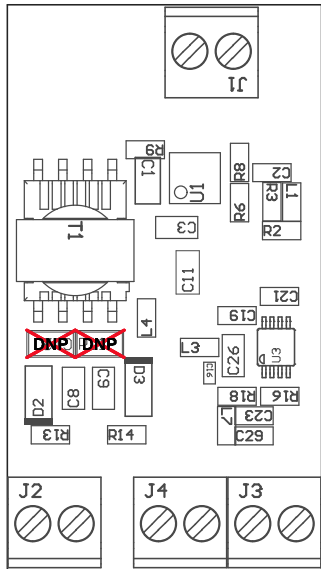 J1
R9
C1
U1
R8
C2
R6
R3
L1
R2
T1
C3
C11
C21
L4
C19
DNP
DNP
L3
C26
U3
D3
D2
C8
C9
R18
R16
L7
C23
C29
R13
R14
J2
J4
J3